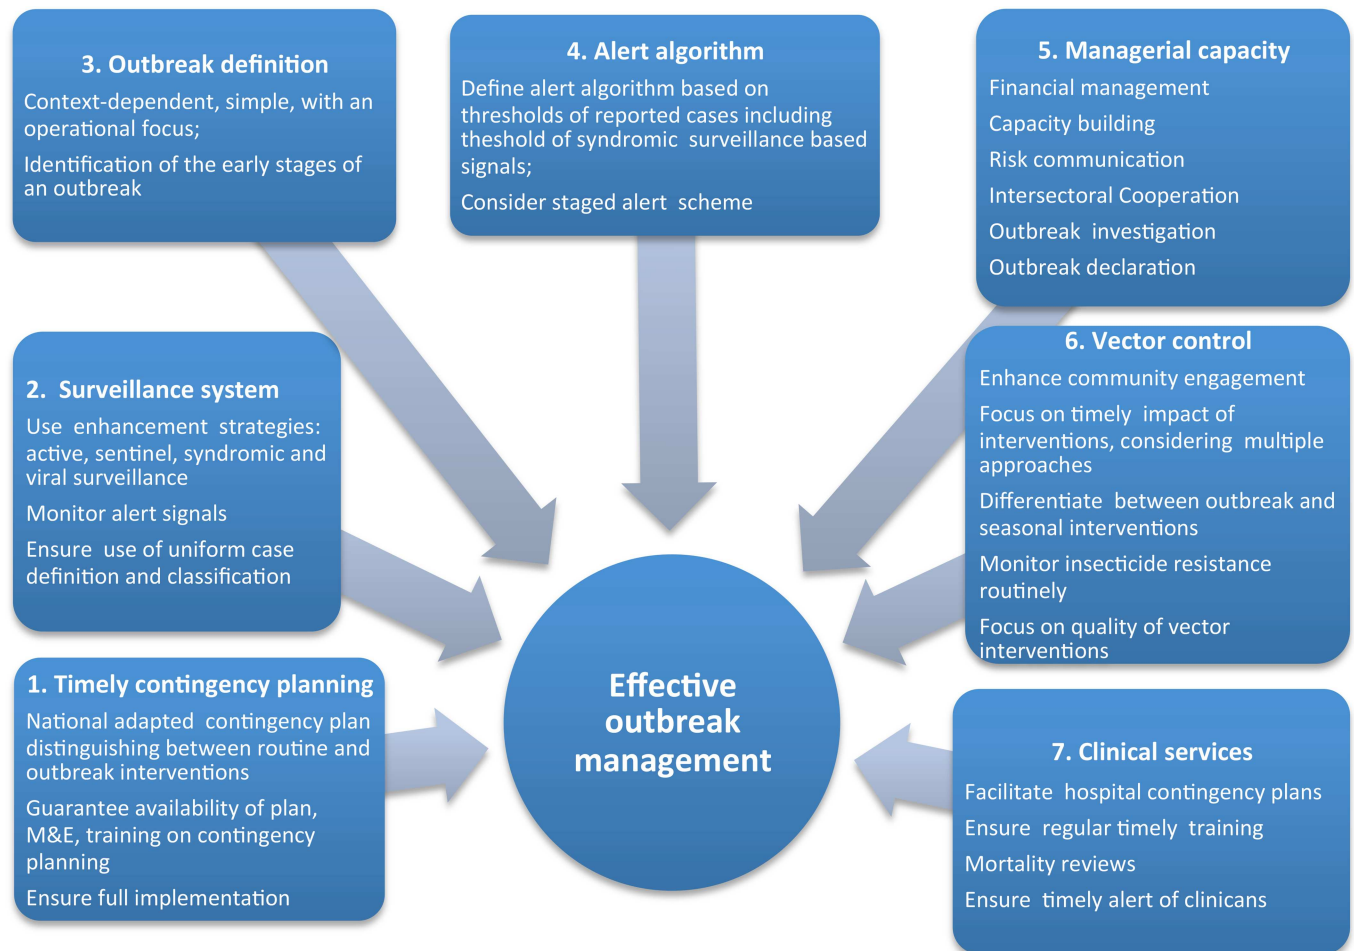 3. Outbreak definition
Context-dependent, simple, with an
operational focus;
Identification of the early stages of
an outbreak
4. Alert algorithm
Define alert algorithm based on
thresholds of reported cases including
theshold of syndromic surveillance based
signals;
Consider staged alert scheme
5. Managerial capacity
Financial management
Capacity building
Risk communication
Intersectoral Cooperation
Outbreak investigation
Outbreak declaration
2. Surveillance system
Use enhancement strategies:
active, sentinel, syndromic and
viral surveillance
Monitor alert signals
Ensure use of uniform case
definition and classification
6. Vector control
Enhance community engagement
Focus on timely impact of
interventions, considering multiple
approaches
Differentiate between outbreak and
seasonal interventions
Monitor insecticide resistance
routinely
Focus on quality of vector
interventions
1. Timely contingency planning
National adapted contingency plan
distinguishing between routine and
outbreak interventions
Guarantee availability of plan,
M&E, training on contingency
planning
Ensure full implementation
Effective
outbreak
management
7. Clinical services
Facilitate hospital contingency plans
Ensure regular timely training
Mortality reviews
Ensure timely alert of clinicans